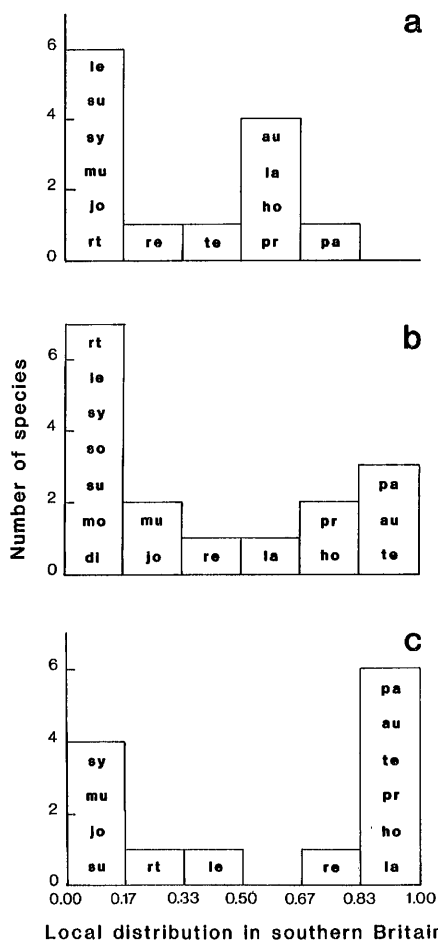 a
6
4
2
0
le
su
sy
mu
jo
rt
re
te
au
la
ho
pr
pa
b
6
4
2
0
rt
le
sy
so
su
mo
di
mu
jo
re
la
pr
ho
pa
au
te
Number of species
c
6
4
2
0
sy
mu
jo
su
rt
le
re
pa
au
te
pr
ho
la
0.00 0.17 0.33 0.50 0.67 0.83 1.00
Local distribution in southern Britain